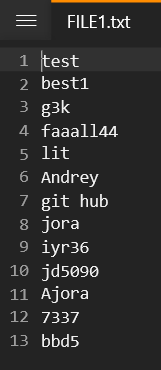 FILE1.txt
1 test
2 best1
3 g3k
4 faaall44
5 lit
6 Andrey
7 git hub
8 jora
9 iyr36
10 jd5090
11 Ajora
12 7337
13 bbd5